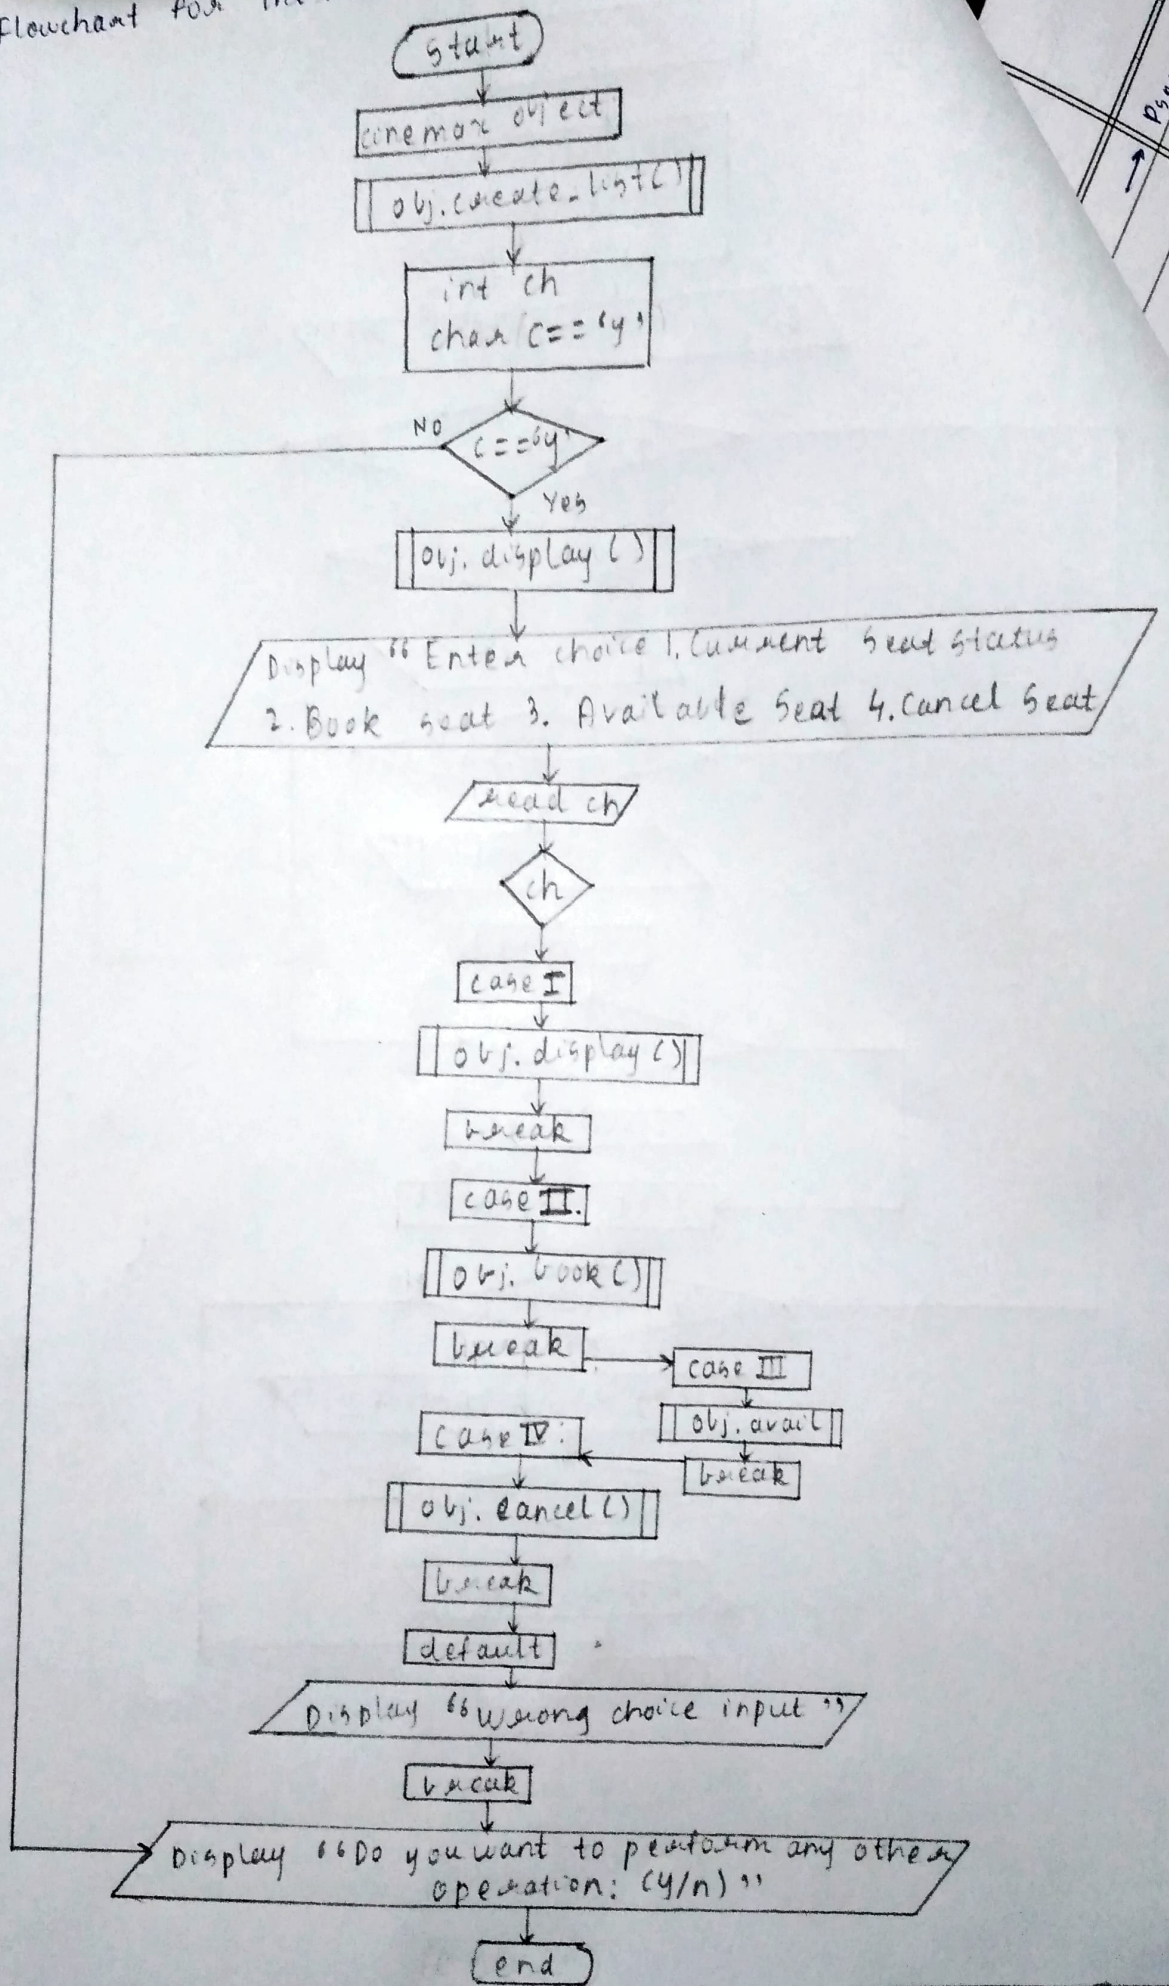 Flowchart for
Start
cinemax object
obj.create_list()
int ch
char c=='y'
No
c=='y'
Yes
obj. display ()
Display "Enter choice 1. Current Seat Status
2. Book seat 3. Available Seat 4. Cancel Seat
read ch
ch
case I
obj. display ()
break
case II.
obj. book ()
break
case III
obj. avail
case IV:
break
obj. cancel ()
break
default
Display "Wrong choice input"
break
Display "Do you want to perform any other
operation: (y/n)"
end